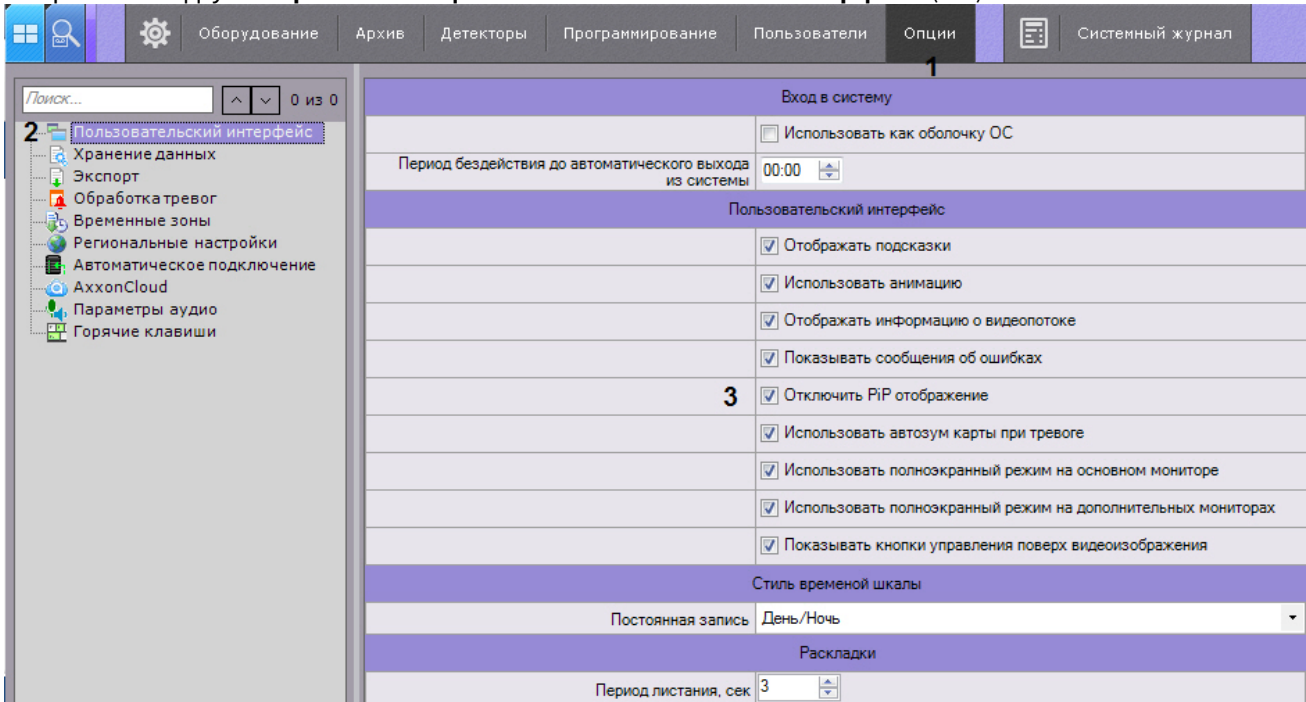 Оборудование Архив Детекторы Программирование Пользователи Опции Системный журнал
1
Поиск... 0 из 0
2 Пользовательский интерфейс
Хранение данных
Экспорт
Обработка тревог
Временные зоны
Региональные настройки
Автоматическое подключение
AxxonCloud
Параметры аудио
Горячие клавиши
Вход в систему
Использовать как оболочку ОС
Период бездействия до автоматического выхода
из системы 00:00
Пользовательский интерфейс
Отображать подсказки
Использовать анимацию
Отображать информацию о видеопотоке
Показывать сообщения об ошибках
3 Отключить PiP отображение
Использовать автозум карты при тревоге
Использовать полноэкранный режим на основном мониторе
Использовать полноэкранный режим на дополнительных мониторах
Показывать кнопки управления поверх видеоизображения
Стиль временой шкалы
Постоянная запись День/Ночь
Раскладки
Период листания, сек 3